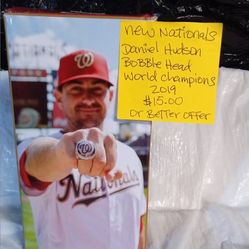 new Nationals
Daniel Hudson
BoBBle Head
World Champions
2019
$15.00
Or Better offer
W
Nationals
W